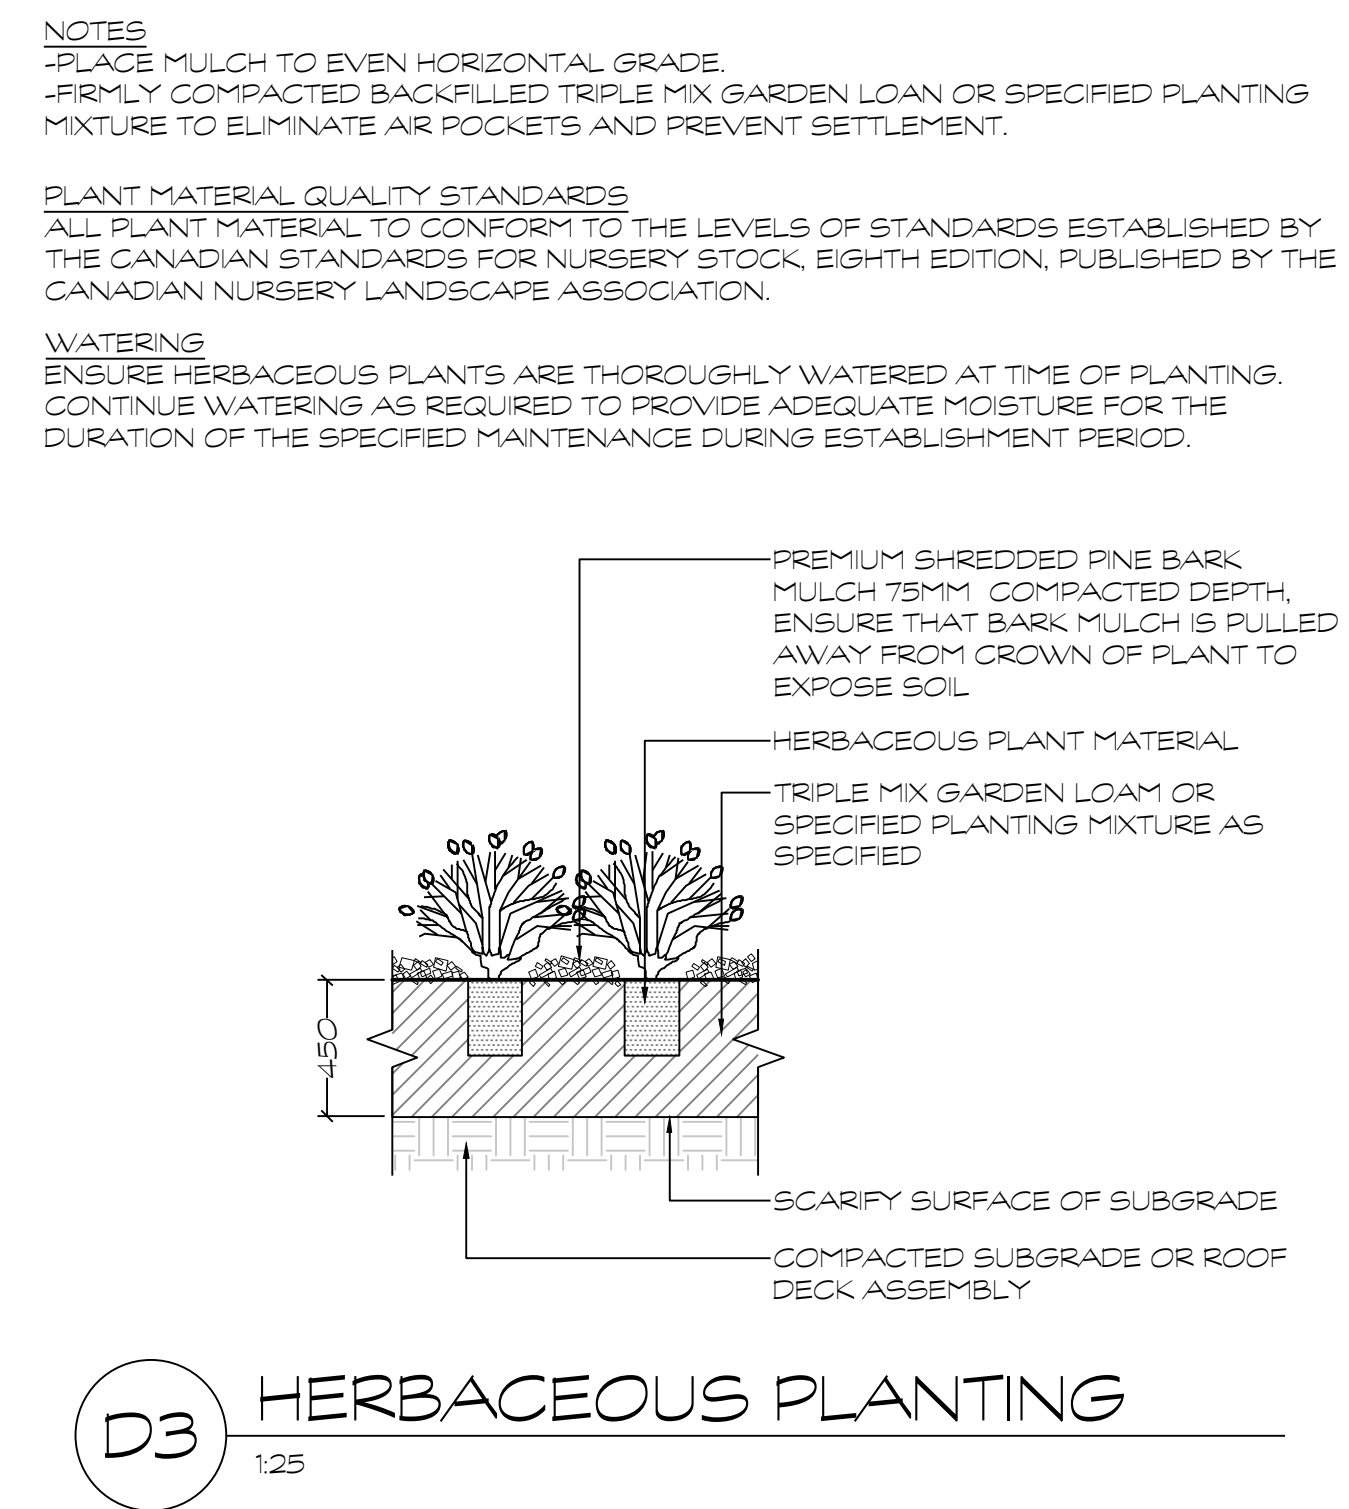 NOTES
-PLACE MULCH TO EVEN HORIZONTAL GRADE.
-FIRMLY COMPACTED BACKFILLED TRIPLE MIX GARDEN LOAN OR SPECIFIED PLANTING
MIXTURE TO ELIMINATE AIR POCKETS AND PREVENT SETTLEMENT.
PLANT MATERIAL QUALITY STANDARDS
ALL PLANT MATERIAL TO CONFORM TO THE LEVELS OF STANDARDS ESTABLISHED BY
THE CANADIAN STANDARDS FOR NURSERY STOCK, EIGHTH EDITION, PUBLISHED BY THE
CANADIAN NURSERY LANDSCAPE ASSOCIATION.
WATERING
ENSURE HERBACEOUS PLANTS ARE THOROUGHLY WATERED AT TIME OF PLANTING.
CONTINUE WATERING AS REQUIRED TO PROVIDE ADEQUATE MOISTURE FOR THE
DURATION OF THE SPECIFIED MAINTENANCE DURING ESTABLISHMENT PERIOD.
PREMIUM SHREDDED PINE BARK
MULCH 75MM COMPACTED DEPTH,
ENSURE THAT BARK MULCH IS PULLED
AWAY FROM CROWN OF PLANT TO
EXPOSE SOIL
HERBACEOUS PLANT MATERIAL
TRIPLE MIX GARDEN LOAM OR
SPECIFIED PLANTING MIXTURE AS
SPECIFIED
450
SCARIFY SURFACE OF SUBGRADE
COMPACTED SUBGRADE OR ROOF
DECK ASSEMBLY
D3
HERBACEOUS PLANTING
1:25